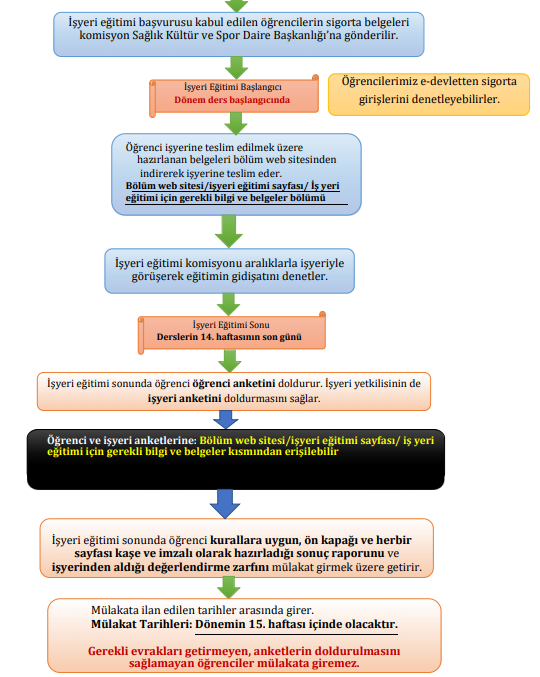 İşyeri eğitimi başvurusu kabul edilen öğrencilerin sigorta belgeleri
komisyon Sağlık Kültür ve Spor Daire Başkanlığı'na gönderilir.
İşyeri Eğitimi Başlangıcı
Dönem ders başlangıcında
Öğrencilerimiz e-devletten sigorta
girişlerini denetleyebilirler.
Öğrenci işyerine teslim edilmek üzere
hazırlanan belgeleri bölüm web sitesinden
indirerek işyerine teslim eder.
Bölüm web sitesi/işyeri eğitimi sayfası/ İş yeri
eğitimi için gerekli bilgi ve belgeler bölümü
İşyeri eğitimi komisyonu aralıklarla işyeriyle
görüşerek eğitimin gidişatını denetler.
İşyeri Eğitimi Sonu
Derslerin 14. haftasının son günü
İşyeri eğitimi sonunda öğrenci öğrenci anketini doldurur. İşyeri yetkilisinin de
işyeri anketini doldurmasını sağlar.
Öğrenci ve işyeri anketlerine: Bölüm web sitesi/işyeri eğitimi sayfası/ iş yeri
eğitimi için gerekli bilgi ve belgeler kısmından erişilebilir
İşyeri eğitimi sonunda öğrenci kurallara uygun, ön kapağı ve herbir
sayfası kaşe ve imzalı olarak hazırladığı sonuç raporunu ve
işyerinden aldığı değerlendirme zarfını mülakat girmek üzere getirir.
Mülakata ilan edilen tarihler arasında girer.
Mülakat Tarihleri: Dönemin 15. haftası içinde olacaktır.
Gerekli evrakları getirmeyen, anketlerin doldurulmasını
sağlamayan öğrenciler mülakata giremez.